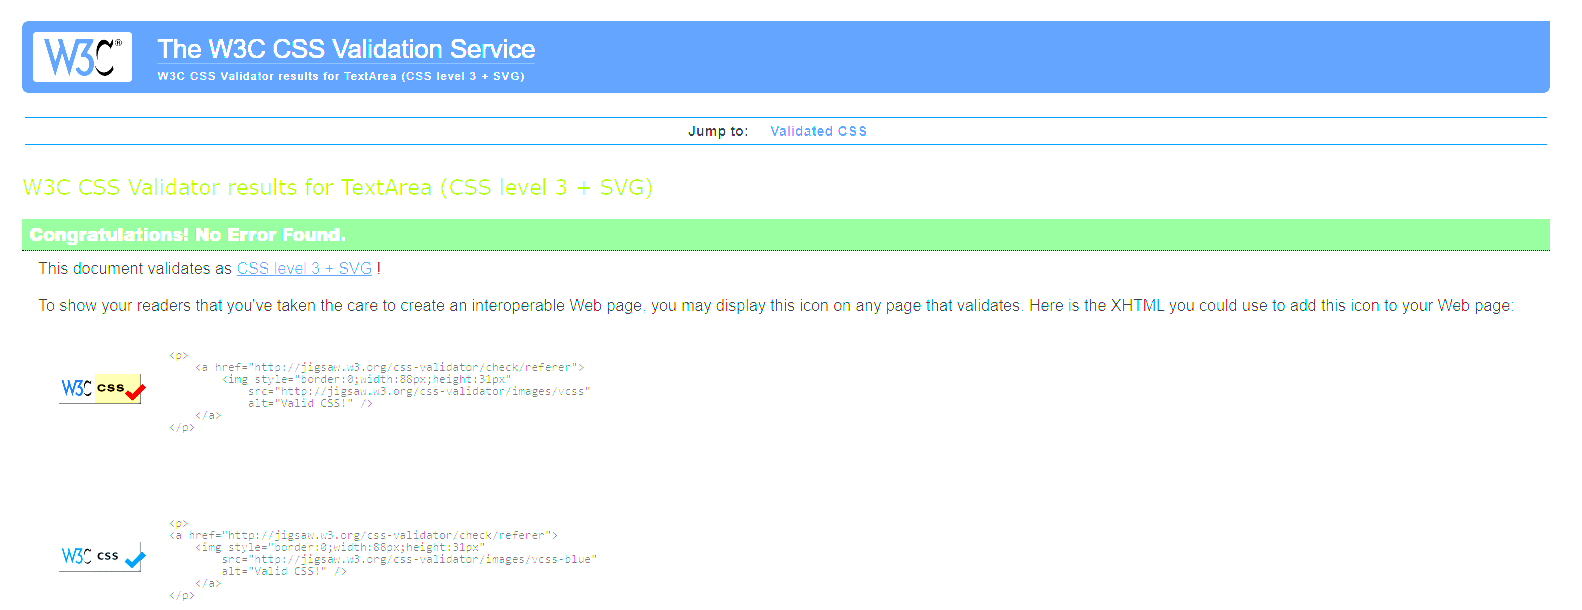 W3C®
The W3C CSS Validation Service
W3C CSS Validator results for TextArea (CSS level 3 + SVG)
Jump to: Validated CSS
W3C CSS Validator results for TextArea (CSS level 3 + SVG)
Congratulations! No Error Found.
This document validates as CSS level 3 + SVG !
To show your readers that you've taken the care to create an interoperable Web page, you may display this icon on any page that validates. Here is the XHTML you could use to add this icon to your Web page:
W3C css
<p>
<a href="http://jigsaw.w3.org/css-validator/check/referer">
<img style="border:0;width:88px;height:31px"
src="http://jigsaw.w3.org/css-validator/images/vcss"
alt="Valid CSS!" />
</a>
</p>
W3C css
<p>
<a href="http://jigsaw.w3.org/css-validator/check/referer">
<img style="border:0;width:88px;height:31px"
src="http://jigsaw.w3.org/css-validator/images/vcss-blue"
alt="Valid CSS!" />
</a>
</p>